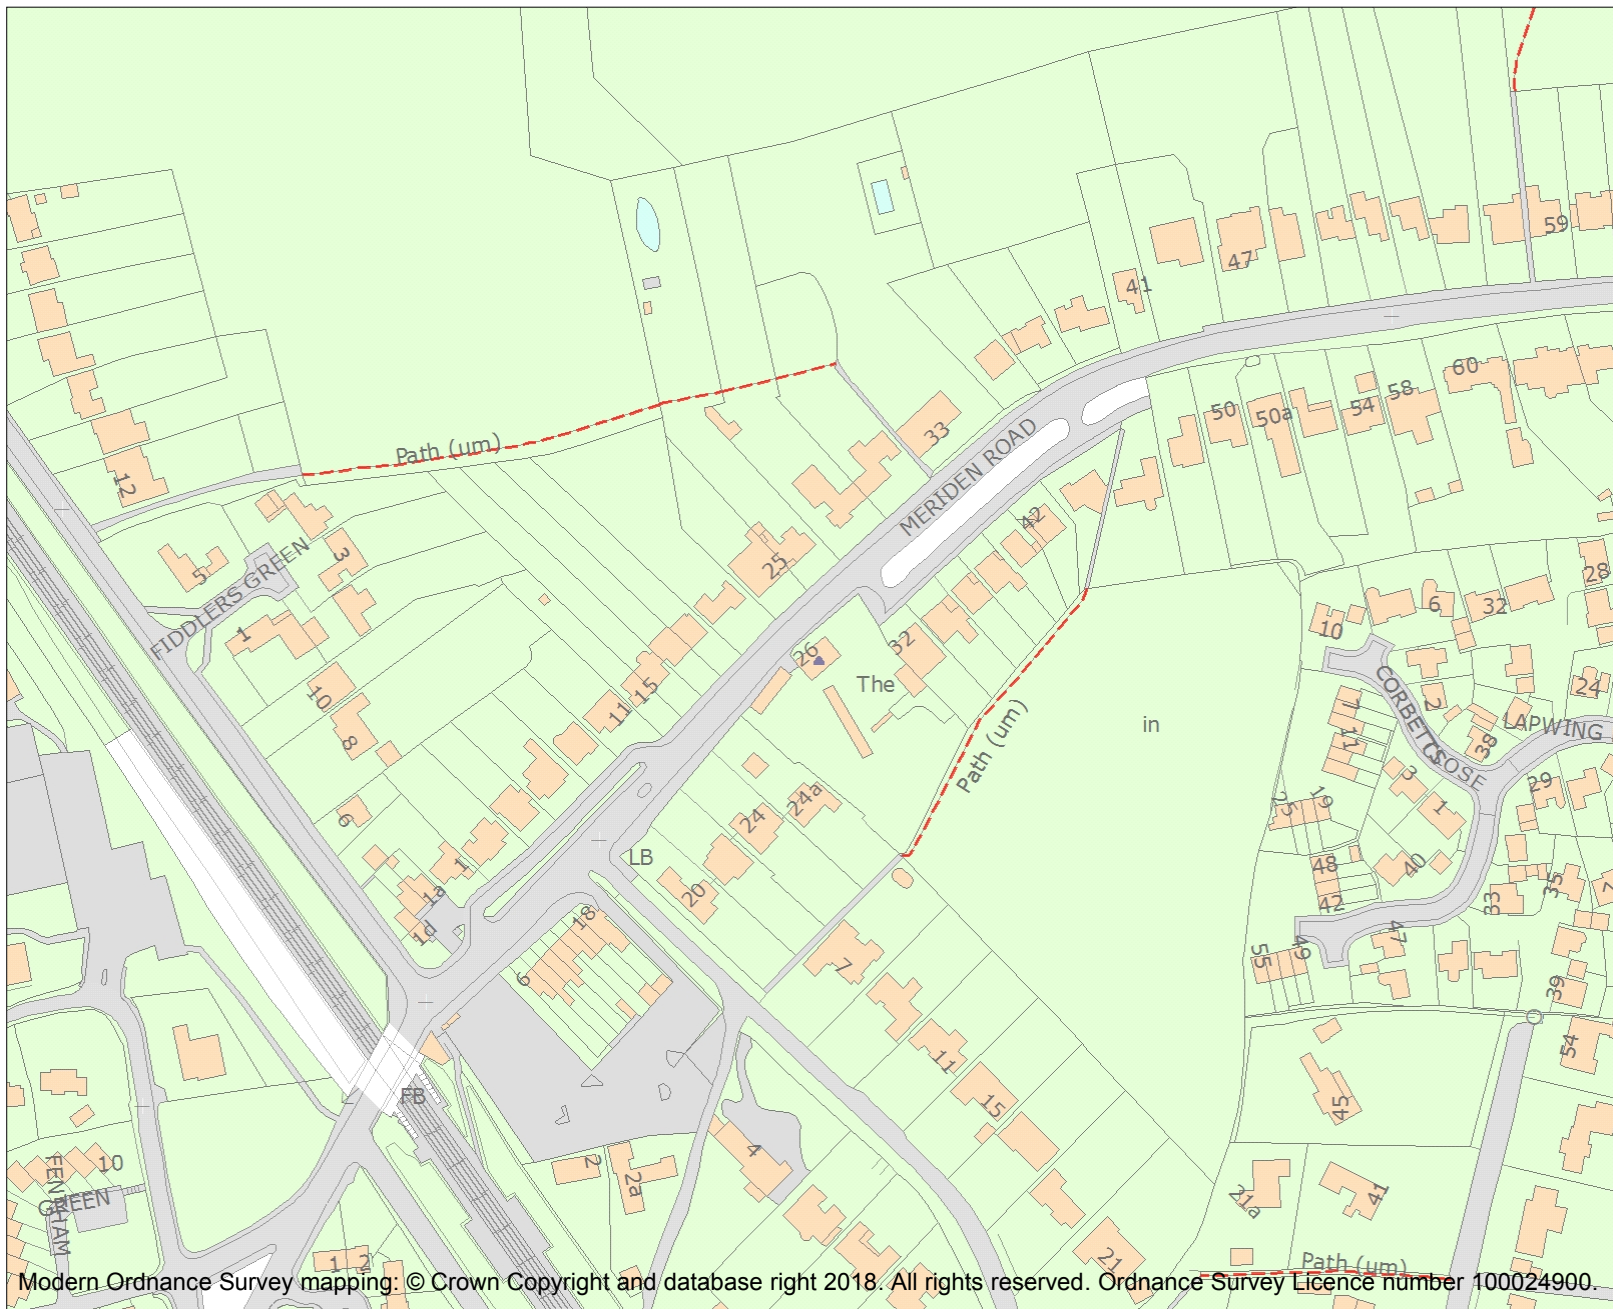 59
47
41
60
58
54
50a
50
33
MERIDEN ROAD
Path (um)
12
42
25
3
5
FIDDLERS GREEN
1
28
32
6
10
26
32
The
in
24
2
CORBETTS
CLOSE
LAPWING
38
7
11
15
11
10
8
Path (um)
3
1
29
25
19
6
24a
24
LB
48
40
42
35
33
7
1
1a
1d
20
18
6
47
49
55
39
7
11
15
54
45
FB
10
FENTHAM
GREEN
4
2
2a
21a
41
21
1
2
Path (um)
Modern Ordnance Survey mapping: © Crown Copyright and database right 2018. All rights reserved. Ordnance Survey Licence number 100024900.